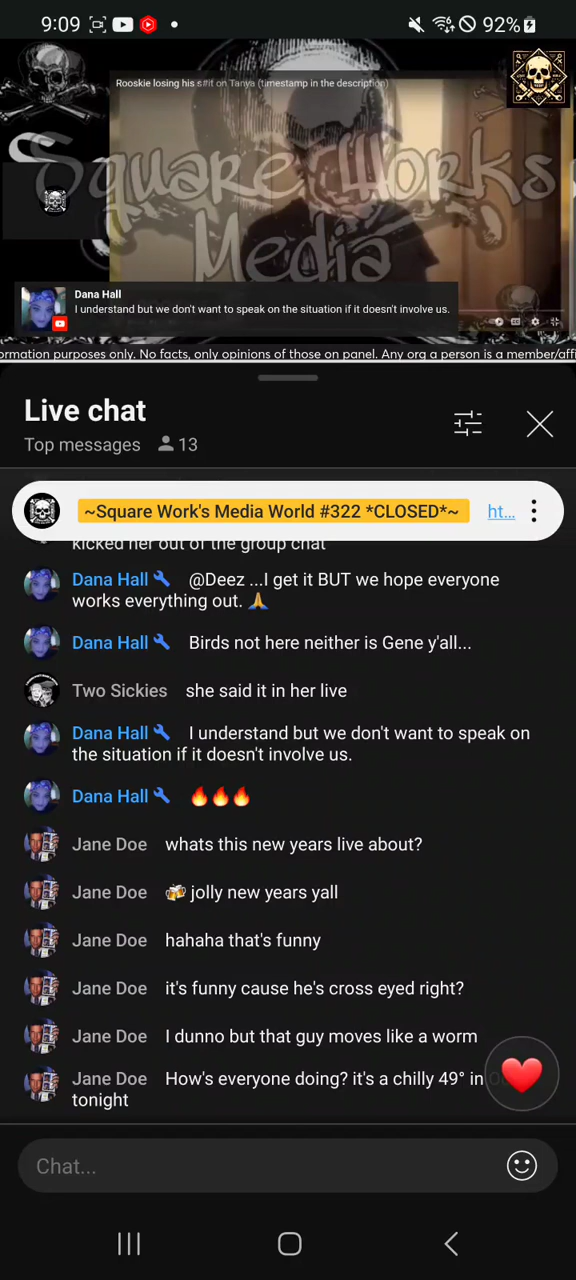 9:09
92%
Rooskie losing his s#it on Tanya (timestamp in the description)
Square Works
Media
Dana Hall
I understand but we don't want to speak on the situation if it doesn't involve us.
ormation purposes only. No facts, only opinions of those on panel. Any org a person is a member/affi
Live chat
Top messages 13
~Square Work's Media World #322 *CLOSED*~ ht...
kicked her out of the group chat
Dana Hall @Deez ...I get it BUT we hope everyone
works everything out. 🙏
Dana Hall Birds not here neither is Gene y'all...
Two Sickies she said it in her live
Dana Hall I understand but we don't want to speak on
the situation if it doesn't involve us.
Dana Hall 🔥🔥🔥
Jane Doe whats this new years live about?
Jane Doe 🍻 jolly new years yall
Jane Doe hahaha that's funny
Jane Doe it's funny cause he's cross eyed right?
Jane Doe I dunno but that guy moves like a worm
Jane Doe How's everyone doing? it's a chilly 49° in
tonight
Chat...